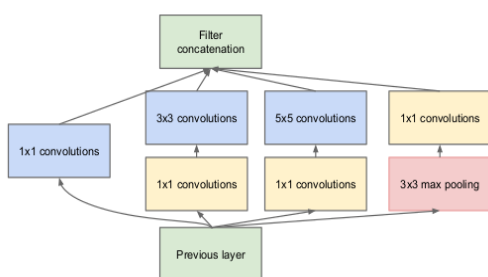 Filter
concatenation
3x3 convolutions
5x5 convolutions
1x1 convolutions
1x1 convolutions
1x1 convolutions
1x1 convolutions
3x3 max pooling
Previous layer